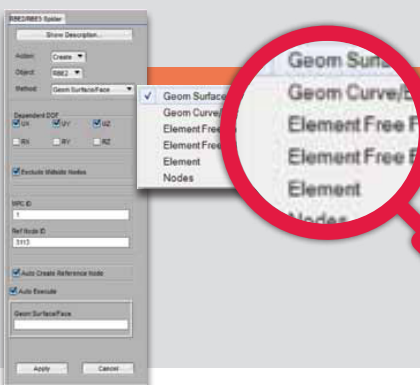 RBE2/RBE3 Spider
Show Description...
Action: Create
Object: RBE2
Method: Geom Surface/Face
Dependent DOF
UX UY UZ
RX RY RZ
Exclude Midside Nodes
MPC ID
1
Ref Node ID
3113
Auto Create Reference Node
Auto Execute
Geom Surface/Face
Apply Cancel
Geom Surface
Geom Curve/
Element Free
Element Free
Element
Nodes
Geom Surf
Geom Curve/E
Element Free F
Element Free E
Element
Nodes